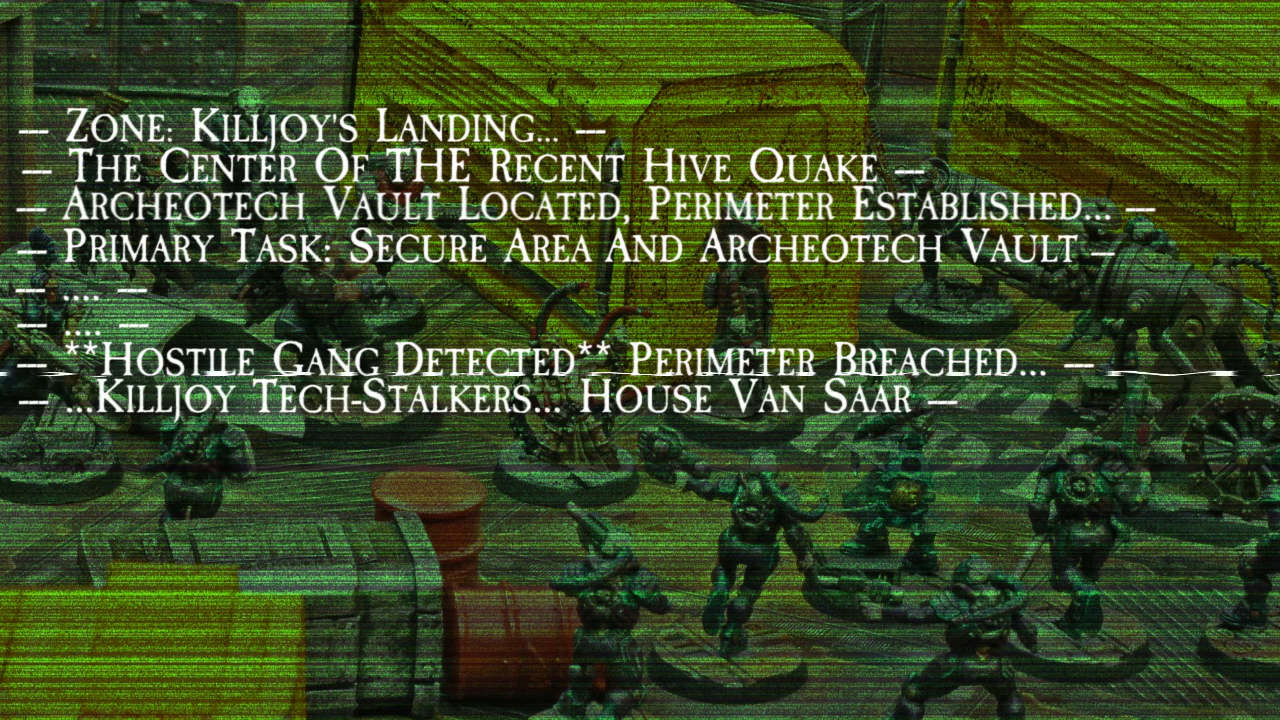 — Zone: Killjoy's Landing... —
— The Center Of THE Recent Hive Quake —
— Archeotech Vault Located, Perimeter Established... —
— Primary Task: Secure Area And Archeotech Vault —
— .... —
— .... —
— **Hostile Gang Detected** Perimeter Breached... —
— ...Killjoy Tech-Stalkers... House Van Saar —